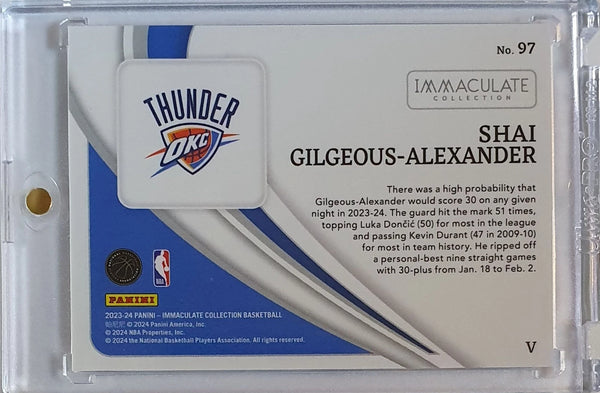 No. 97
IMMACULATE
COLLECTION
THUNDER
OKC
SHAI
GILGEOUS-ALEXANDER
There was a high probability that
Gilgeous-Alexander would score 30 on any given
night in 2023-24. The guard hit the mark 51 times,
topping Luka Dončić (50) for most in the league
and passing Kevin Durant (47 in 2009-10)
for most in team history. He ripped off
a personal-best nine straight games
with 30-plus from Jan. 18 to Feb. 2.
NBA
PANINI
2023-24 PANINI – IMMACULATE COLLECTION BASKETBALL
帕尼尼 © 2024 Panini America, Inc.
© 2024 NBA Properties, Inc.
© 2024 the National Basketball Players Association. All rights reserved.
V